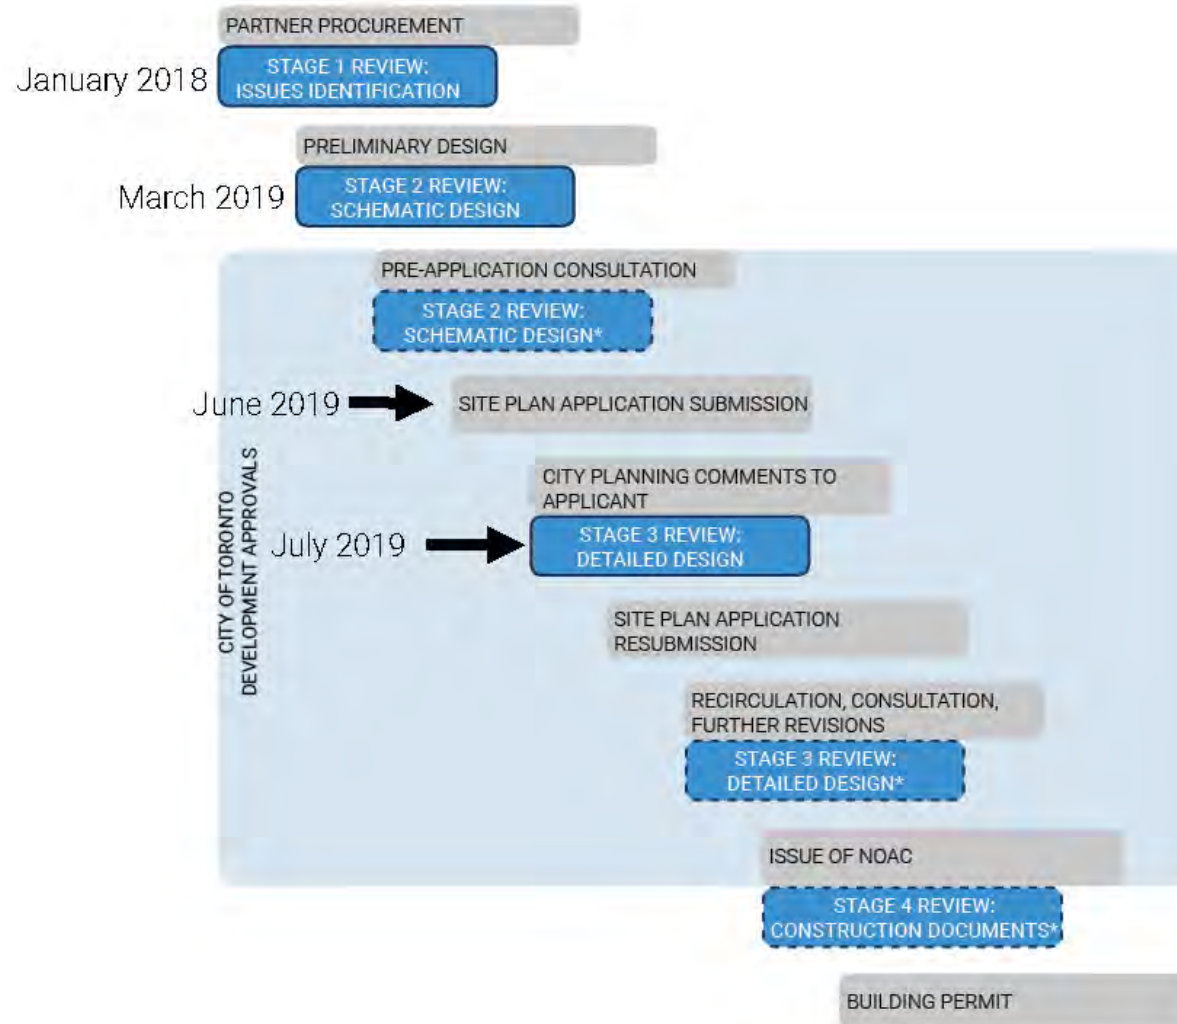 PARTNER PROCUREMENT
January 2018
STAGE 1 REVIEW:
ISSUES IDENTIFICATION
PRELIMINARY DESIGN
March 2019
STAGE 2 REVIEW:
SCHEMATIC DESIGN
PRE-APPLICATION CONSULTATION
STAGE 2 REVIEW:
SCHEMATIC DESIGN*
June 2019
SITE PLAN APPLICATION SUBMISSION
CITY OF TORONTO
DEVELOPMENT APPROVALS
CITY PLANNING COMMENTS TO
APPLICANT
July 2019
STAGE 3 REVIEW:
DETAILED DESIGN
SITE PLAN APPLICATION
RESUBMISSION
RECIRCULATION, CONSULTATION,
FURTHER REVISIONS
STAGE 3 REVIEW:
DETAILED DESIGN*
ISSUE OF NOAC
STAGE 4 REVIEW:
CONSTRUCTION DOCUMENTS*
BUILDING PERMIT